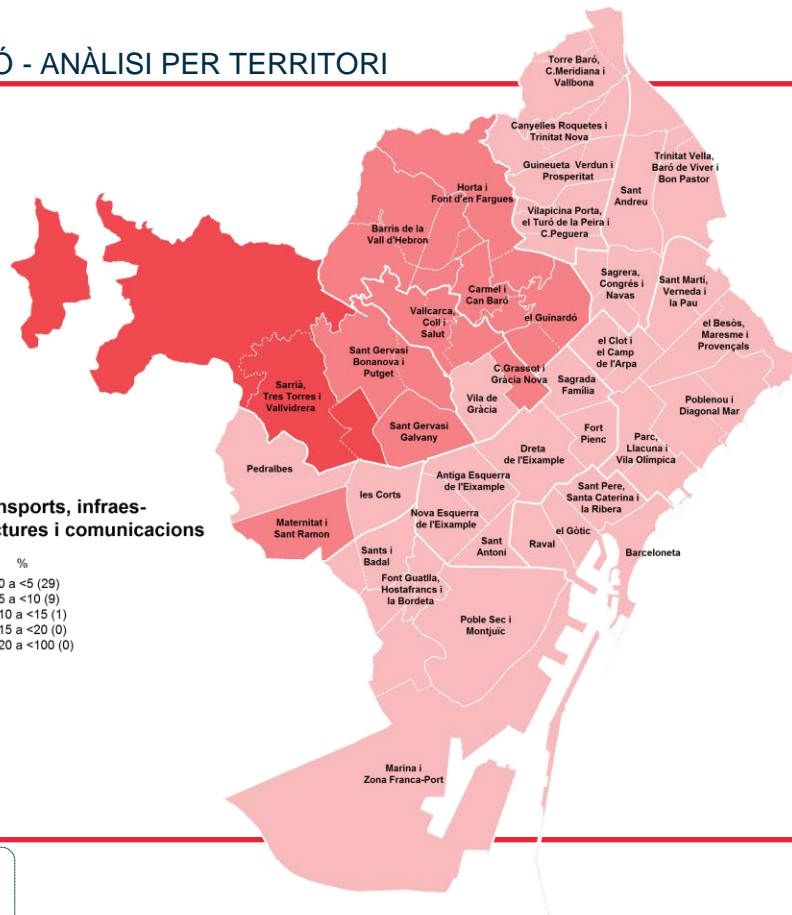 Ó - ANÀLISI PER TERRITORI
Torre Baró,
C.Meridiana i
Vallbona
Canyelles Roquetes i
Trinitat Nova
Guineueta Verdun i
Prosperitat
Trinitat Vella,
Baró de Viver i
Bon Pastor
Sant
Andreu
Horta i
Font d'en Fargues
Vilapicina Porta,
el Turó de la Peira i
C.Peguera
Barris de la
Vall d'Hebron
Sagrera,
Congrés i
Navas
Sant Martí,
Verneda i
la Pau
Carmel i
Can Baró
Vallcarca,
Coll i
Salut
el Guinardó
el Besòs,
Maresme i
Provençals
el Clot i
el Camp
de l'Arpa
Sant Gervasi
Bonanova i
Putget
C.Grassot i
Gràcia Nova
Sagrada
Família
Sarrià,
Tres Torres i
Vallvidrera
Vila de
Gràcia
Poblenou i
Diagonal Mar
Sant Gervasi
Galvany
Fort
Pienc
Parc,
Llacuna i
Vila Olímpica
Dreta
de l'Eixample
Pedralbes
les Corts
Antiga Esquerra
de l'Eixample
Sant Pere,
Santa Caterina i
la Ribera
nsports, infraes-
ctures i comunicacions
Maternitat i
Sant Ramon
Nova Esquerra
de l'Eixample
el Gòtic
Sant
Antoni
Raval
Barceloneta
Sants i
Badal
%
0 a <5 (29)
5 a <10 (9)
10 a <15 (1)
15 a <20 (0)
20 a <100 (0)
Font Guatlla,
Hostafrancs i
la Bordeta
Poble Sec i
Montjuïc
Marina i
Zona Franca-Port